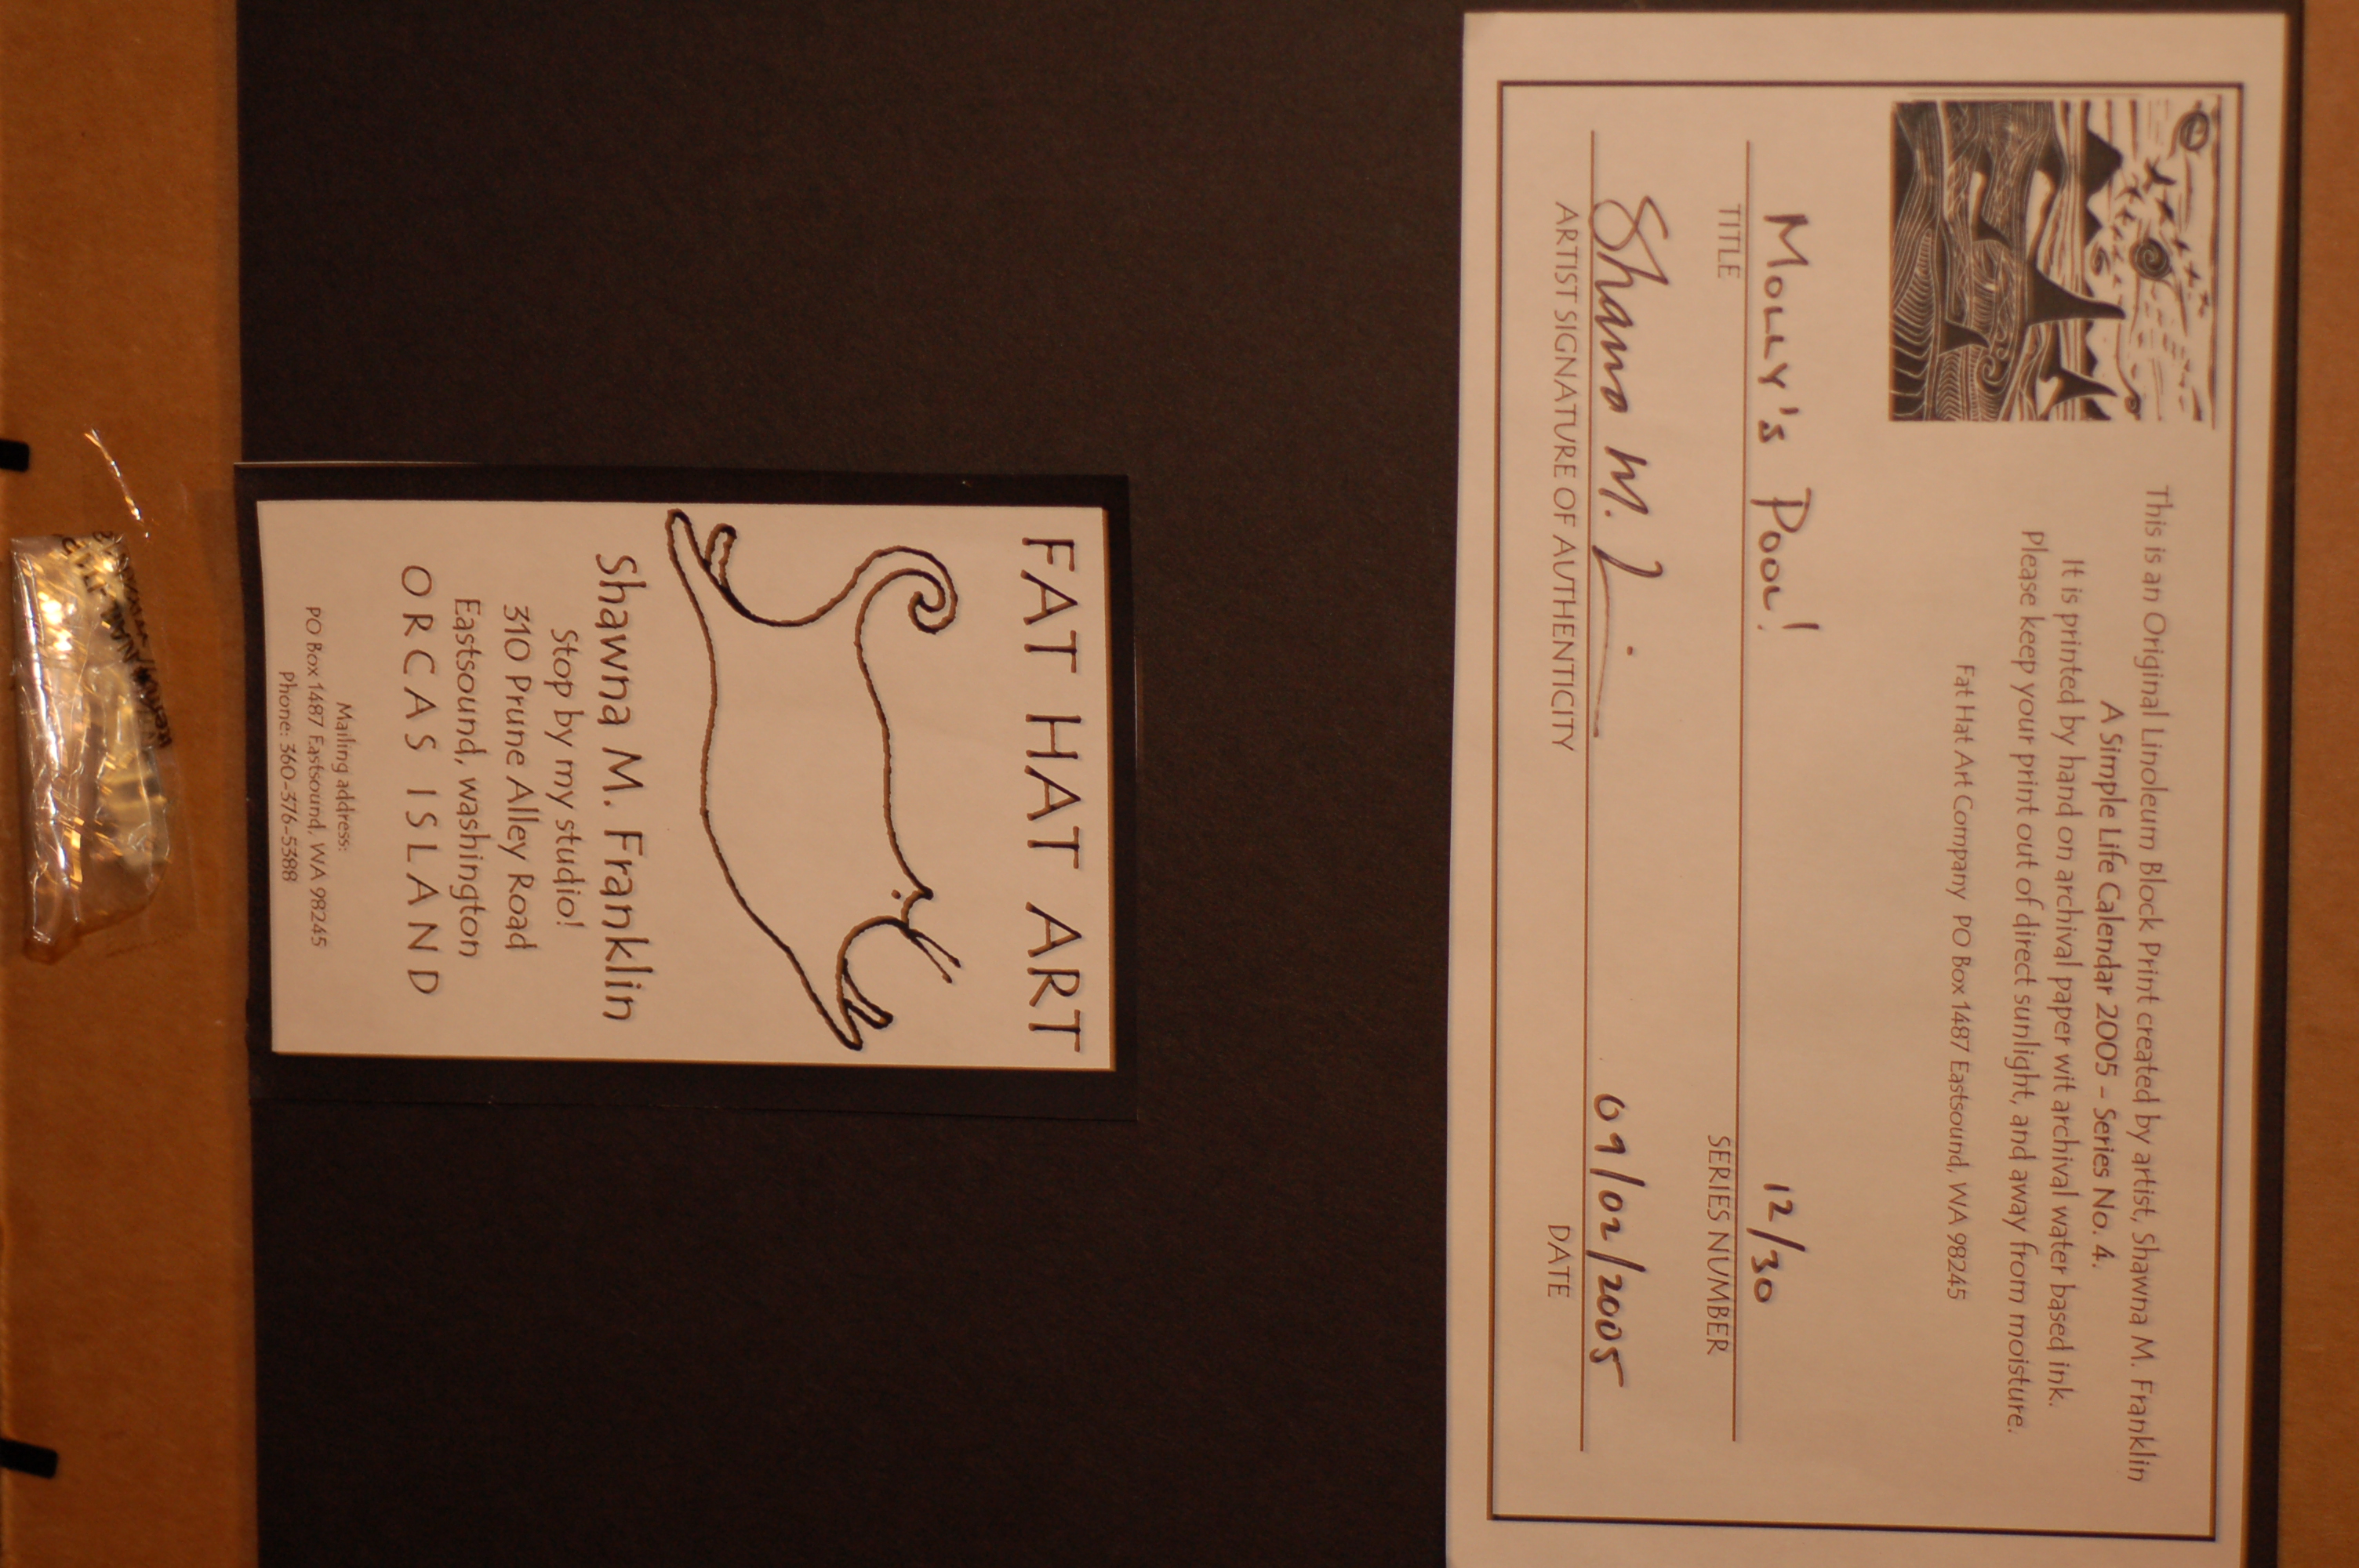 This is an Original Linoleum Block Print created by artist, Shawna M. Franklin
A Simple Life Calendar 2005 - Series No. 4.
It is printed by hand on archival paper wit archival water based ink.
Please keep your print out of direct sunlight, and away from moisture.
Fat Hat Art Company PO Box 1487 Eastsound, WA 98245
Molly's Pool! 12/30
TITLE SERIES NUMBER
Shawna M. 09/02/2005
ARTIST SIGNATURE OF AUTHENTICITY DATE
FAT HAT ART
Shawna M. Franklin
Stop by my studio!
310 Prune Alley Road
Eastsound, washington
ORCAS ISLAND
Mailing address:
PO Box 1487 Eastsound, WA 98245
Phone: 360-376-5388